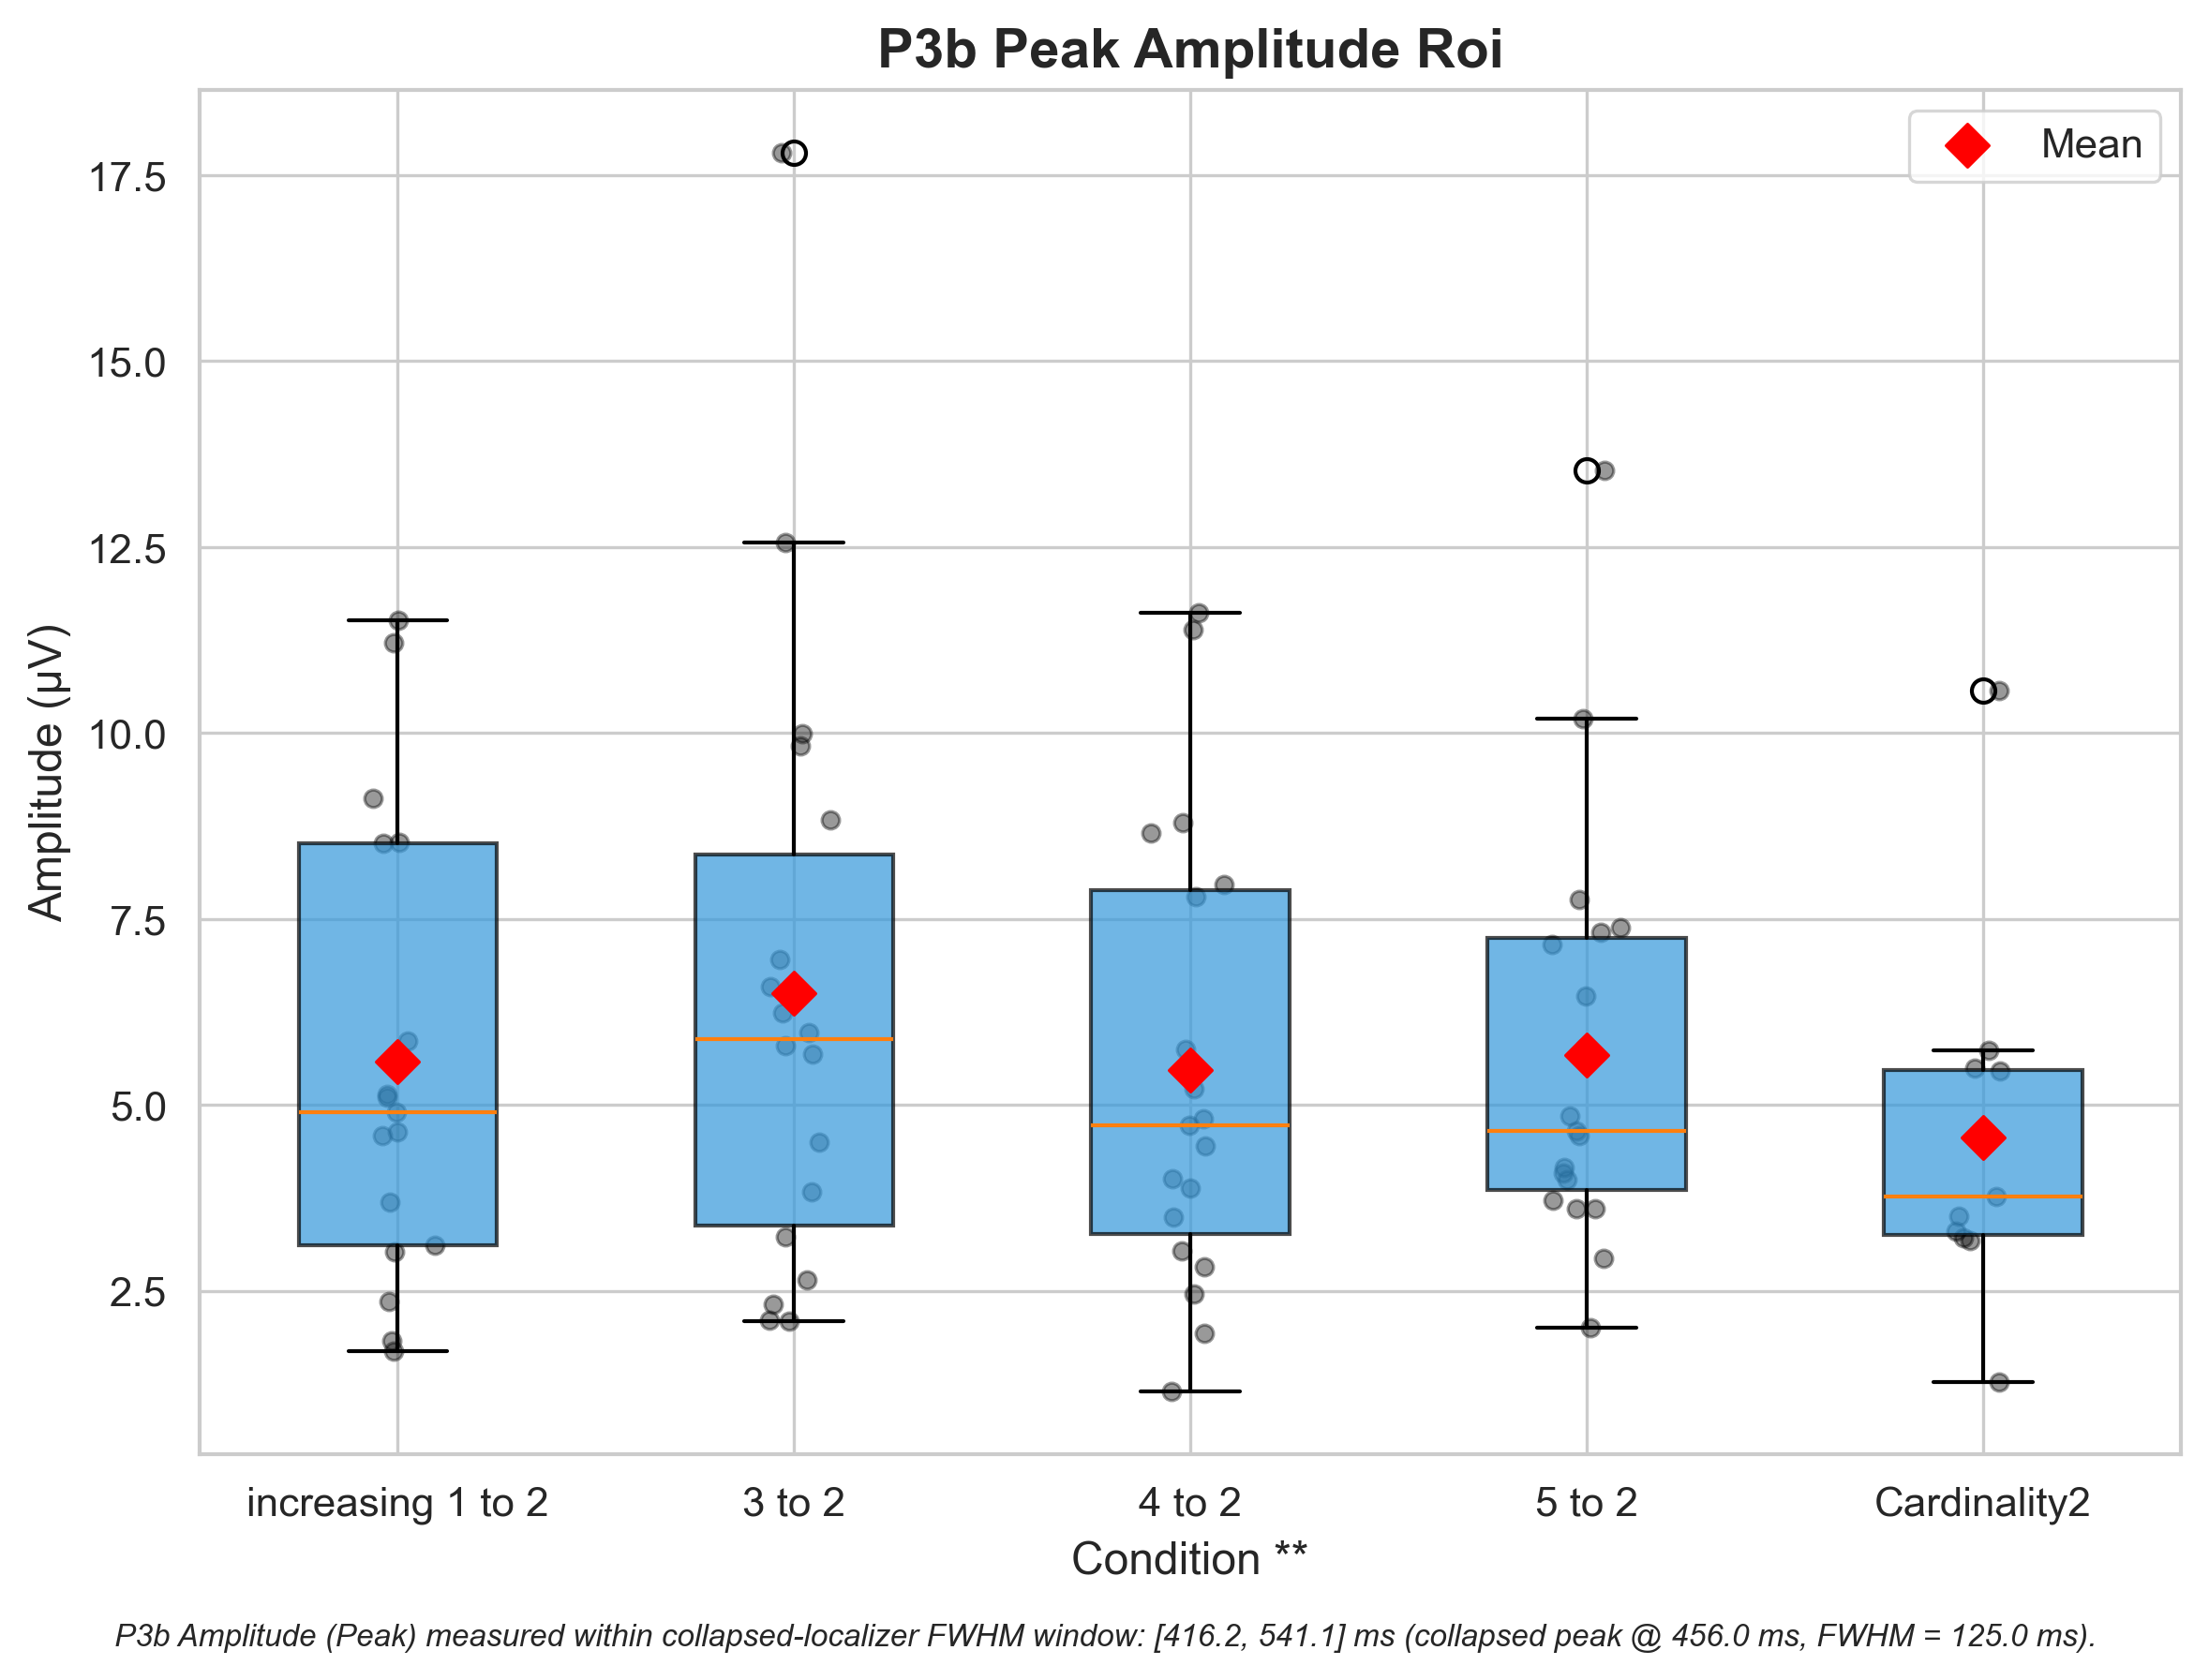 P3b Peak Amplitude Roi
Mean
17.5
15.0
12.5
10.0
7.5
5.0
2.5
Amplitude (µV)
increasing 1 to 2
3 to 2
4 to 2
5 to 2
Cardinality2
Condition **
P3b Amplitude (Peak) measured within collapsed-localizer FWHM window: [416.2, 541.1] ms (collapsed peak @ 456.0 ms, FWHM = 125.0 ms).